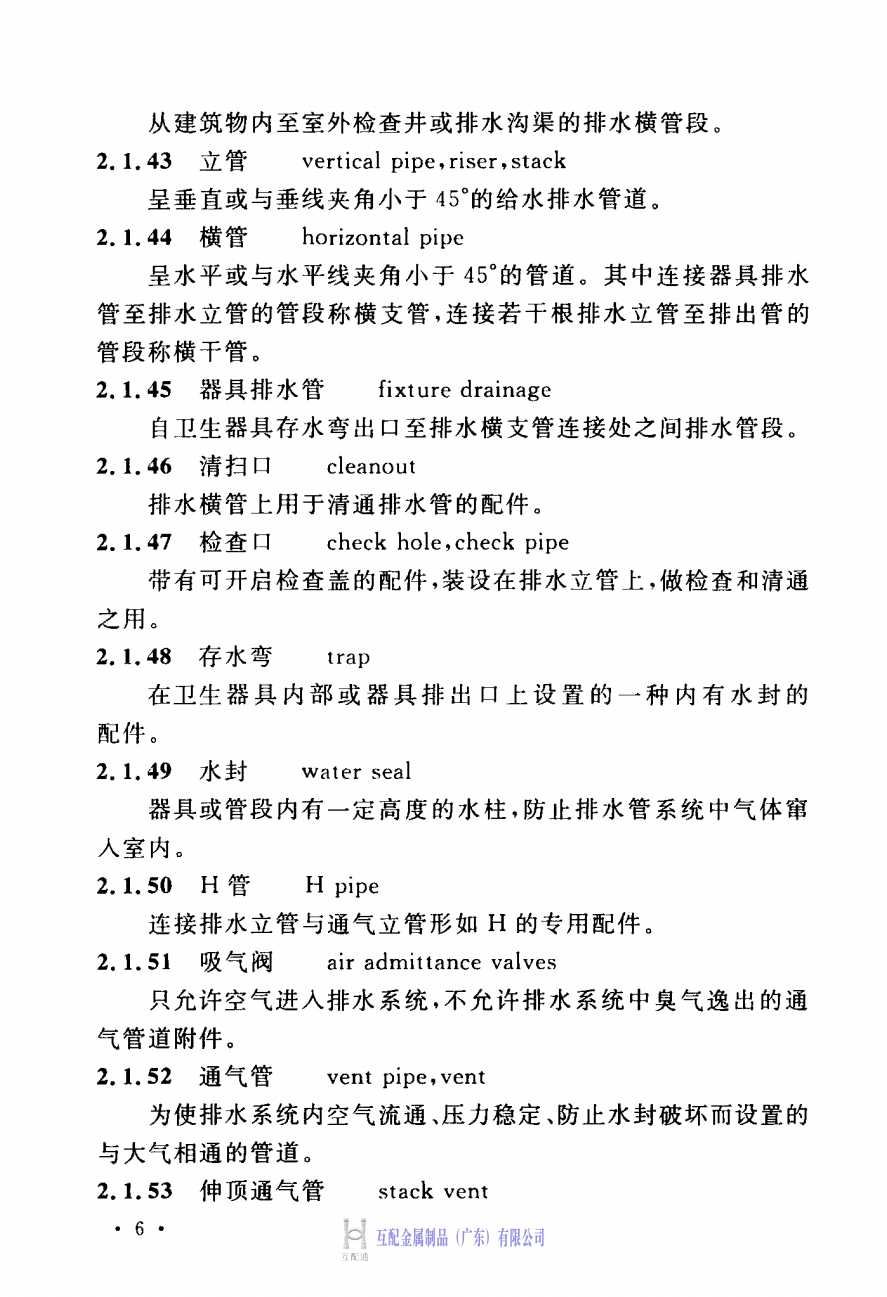 从建筑物内至室外检查井或排水沟渠的排水横管段。
2.1.43 立管 vertical pipe,riser,stack
呈垂直或与垂线夹角小于 45°的给水排水管道。
2.1.44 横管 horizontal pipe
呈水平或与水平线夹角小于 45°的管道。其中连接器具排水
管至排水立管的管段称横支管,连接若干根排水立管至排出管的
管段称横干管。
2.1.45 器具排水管 fixture drainage
自卫生器具存水弯出口至排水横支管连接处之间排水管段。
2.1.46 清扫口 cleanout
排水横管上用于清通排水管的配件。
2.1.47 检查口 check hole,check pipe
带有可开启检查盖的配件,装设在排水立管上,做检查和清通
之用。
2.1.48 存水弯 trap
在卫生器具内部或器具排出口上设置的一种内有水封的
配件。
2.1.49 水封 water seal
器具或管段内有一定高度的水柱,防止排水管系统中气体窜
入室内。
2.1.50 H 管 H pipe
连接排水立管与通气立管形如 H 的专用配件。
2.1.51 吸气阀 air admittance valves
只允许空气进入排水系统,不允许排水系统中臭气逸出的通
气管道附件。
2.1.52 通气管 vent pipe,vent
为使排水系统内空气流通、压力稳定、防止水封破坏而设置的
与大气相通的管道。
2.1.53 伸顶通气管 stack vent
· 6 ·
互配金属制品(广东)有限公司
互配通